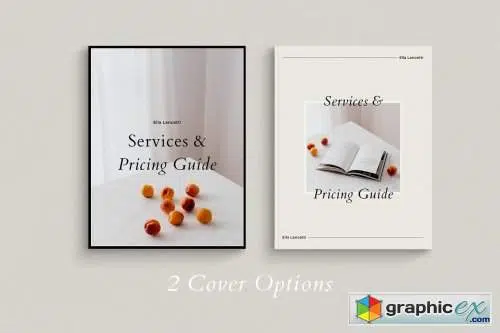 Ella Lancetti
Services &
Pricing Guide
Ella Lancetti
Services &
Pricing Guide
Ella Lancetti
2 Cover Options
graphicex
.com